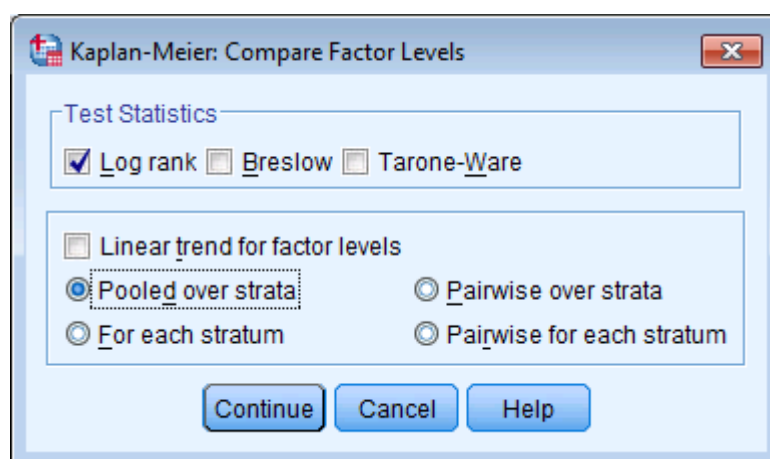 Kaplan-Meier: Compare Factor Levels
Test Statistics
Log rank Breslow Tarone-Ware
Linear trend for factor levels
Pooled over strata Pairwise over strata
For each stratum Pairwise for each stratum
Continue Cancel Help